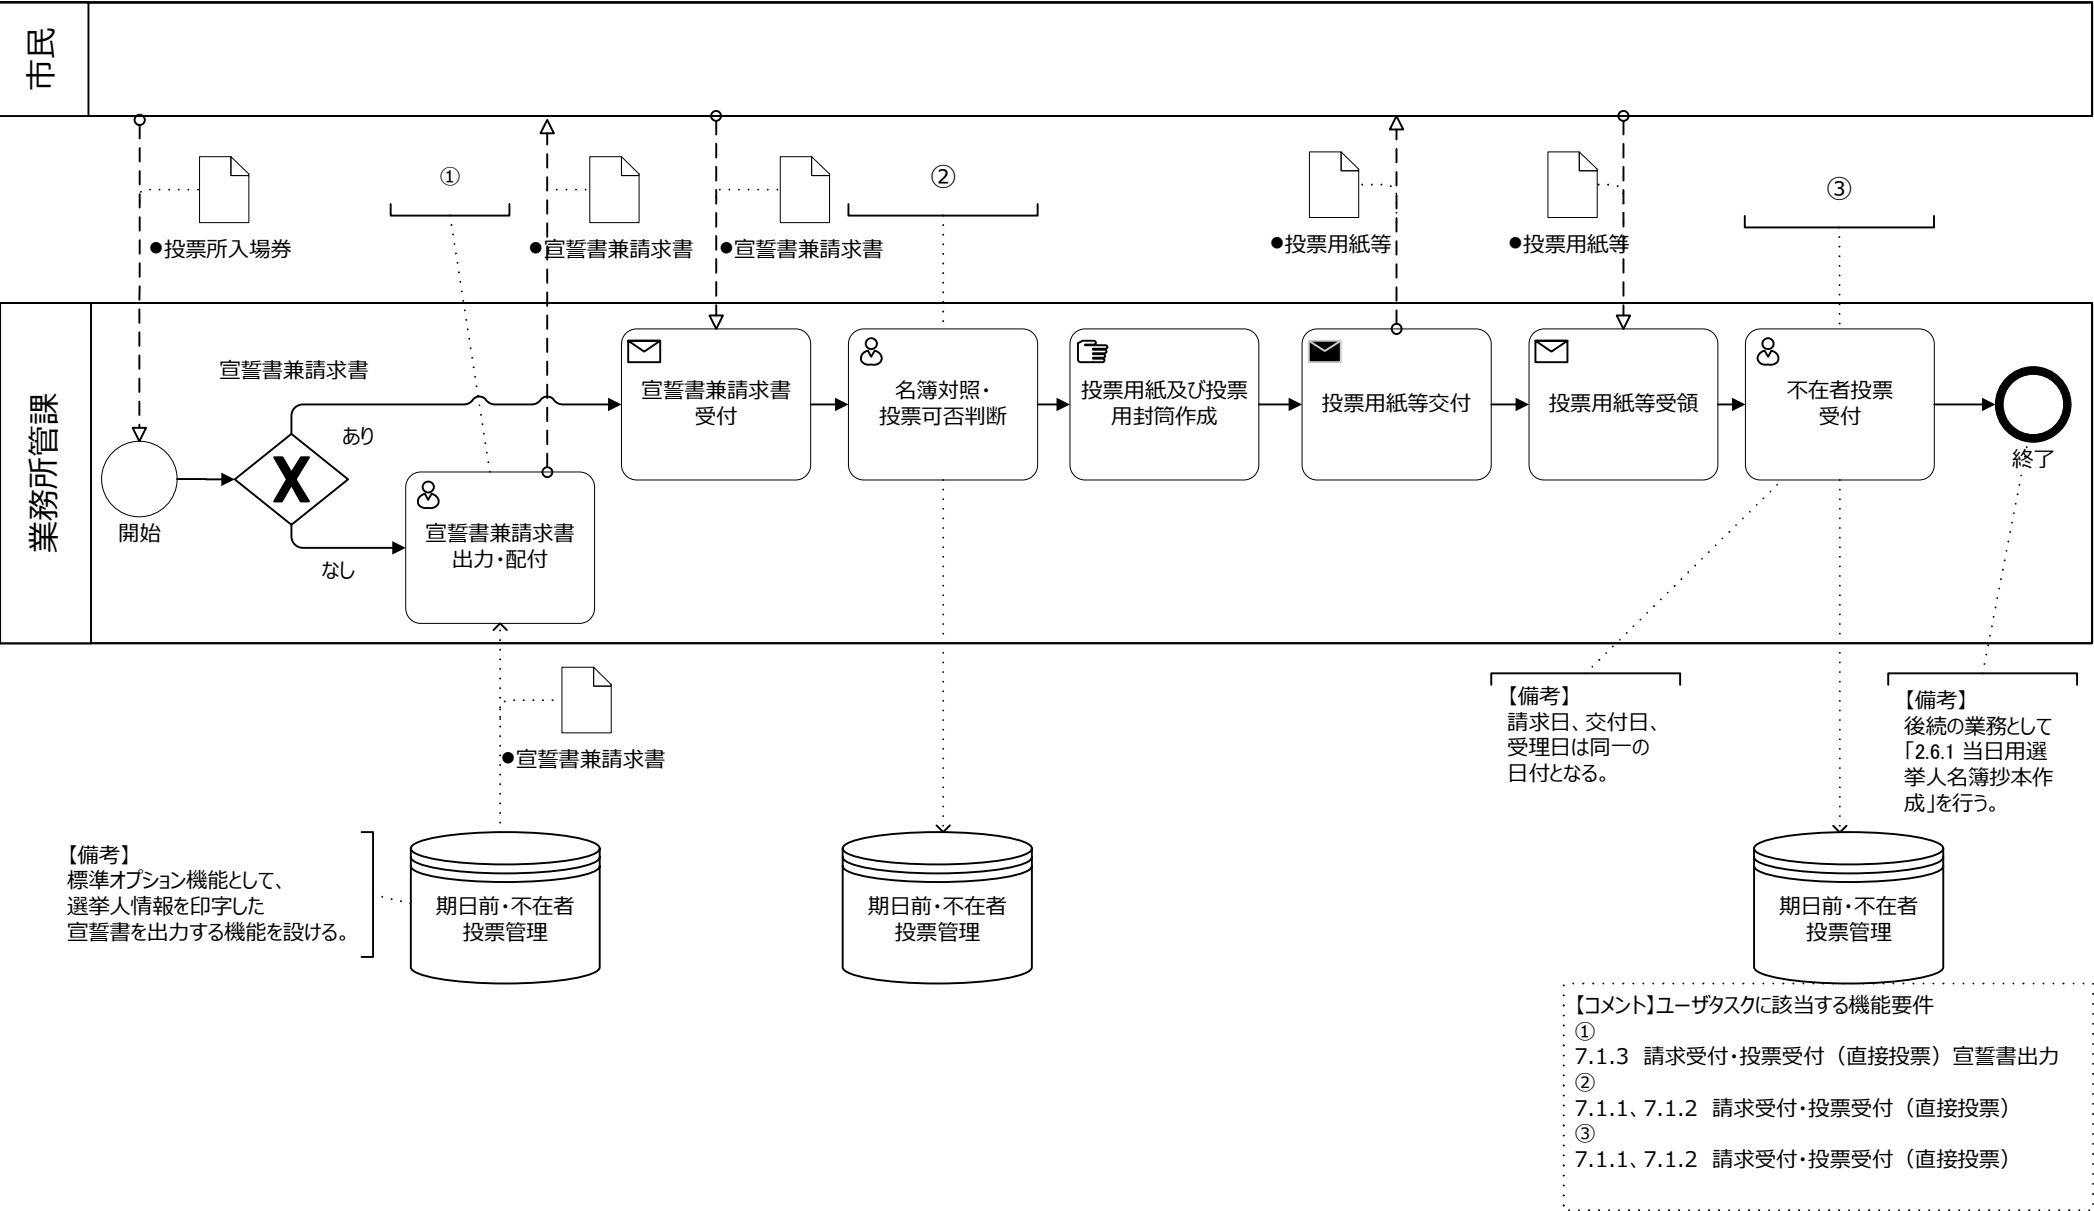 市民
①
②
③
●投票所入場券
●宣誓書兼請求書
●宣誓書兼請求書
●投票用紙等
●投票用紙等
業務所管課
開始
宣誓書兼請求書
あり
なし
宣誓書兼請求書
出力・配付
宣誓書兼請求書
受付
名簿対照・
投票可否判断
投票用紙及び投票
用封筒作成
投票用紙等交付
投票用紙等受領
不在者投票
受付
終了
●宣誓書兼請求書
【備考】
請求日、交付日、
受理日は同一の
日付となる。
【備考】
後続の業務として
「2.6.1 当日用選
挙人名簿抄本作
成」を行う。
【備考】
標準オプション機能として、
選挙人情報を印字した
宣誓書を出力する機能を設ける。
期日前・不在者
投票管理
期日前・不在者
投票管理
期日前・不在者
投票管理
【コメント】ユーザタスクに該当する機能要件
①
7.1.3 請求受付・投票受付（直接投票）宣誓書出力
②
7.1.1、7.1.2 請求受付・投票受付（直接投票）
③
7.1.1、7.1.2 請求受付・投票受付（直接投票）